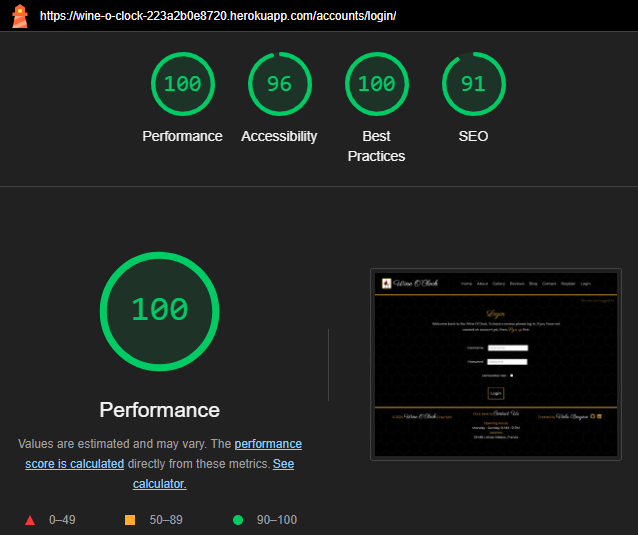 https://wine-o-clock-223a2b0e8720.herokuapp.com/accounts/login/
100
96
100
91
Performance
Accessibility
Best
Practices
SEO
100
Performance
Values are estimated and may vary. The performance
score is calculated directly from these metrics. See
calculator.
0–49
50–89
90–100
Wine O'Clock
Home About Gallery Reviews Blog Contact Register Login
Login
Username
Password
Login
Contact Us